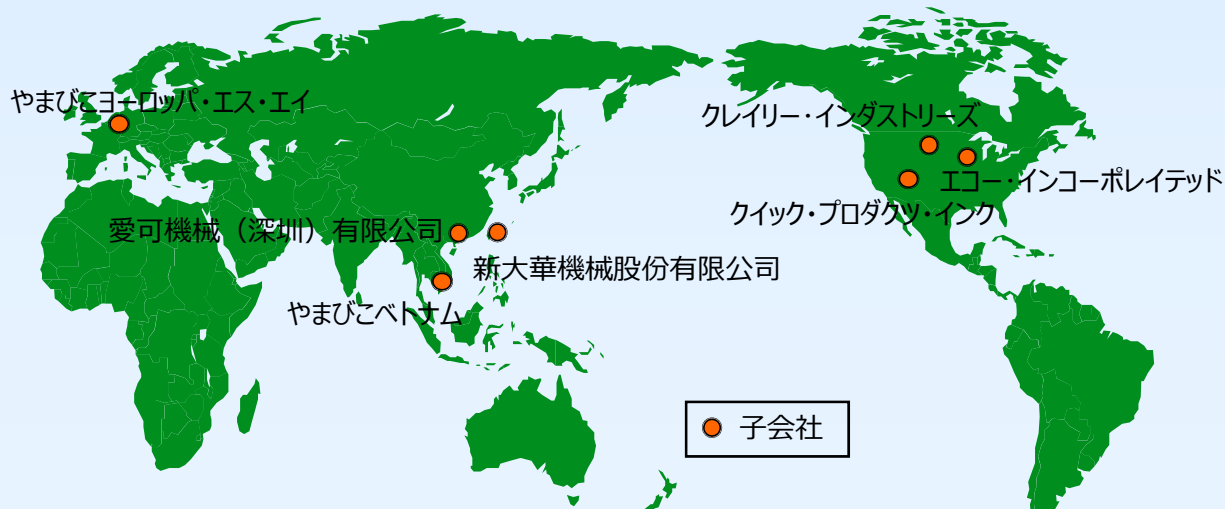 やまびこヨーロッパ・エス・エイ
クレイリー・インダストリーズ
エコー・インコーポレイテッド
クイック・プロダクツ・インク
愛可機械（深圳）有限公司
新大華機械股份有限公司
やまびこベトナム
子会社